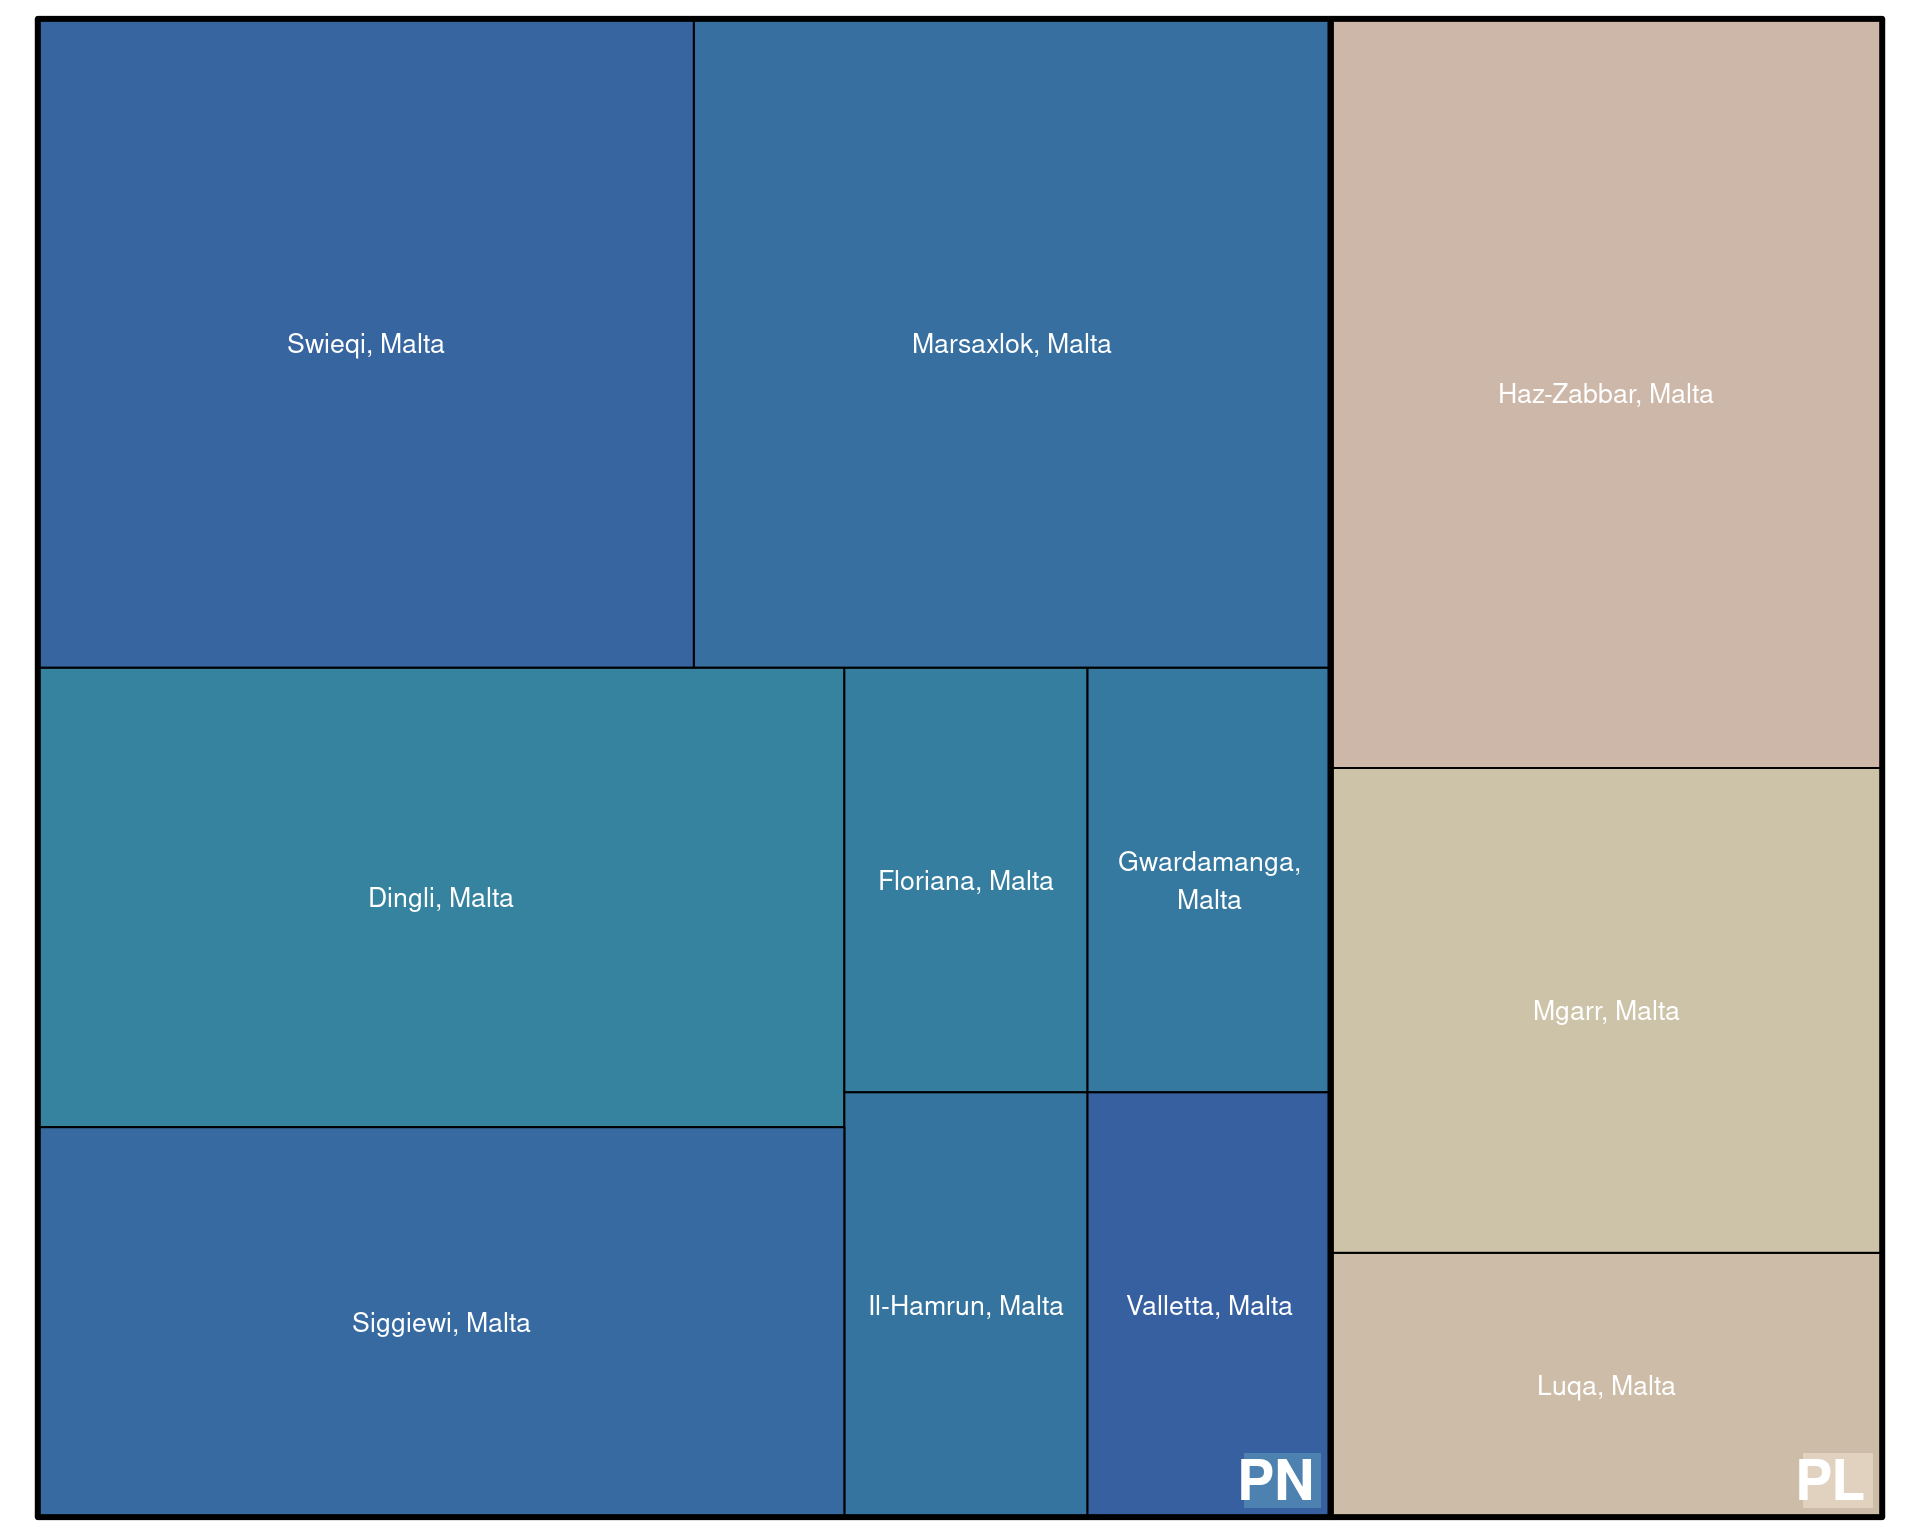 Swieqi, Malta
Marsaxlok, Malta
Haz-Zabbar, Malta
Dingli, Malta
Floriana, Malta
Gwardamanga,
Malta
Mgarr, Malta
Siggiewi, Malta
Il-Hamrun, Malta
Valletta, Malta
Luqa, Malta
PN
PL